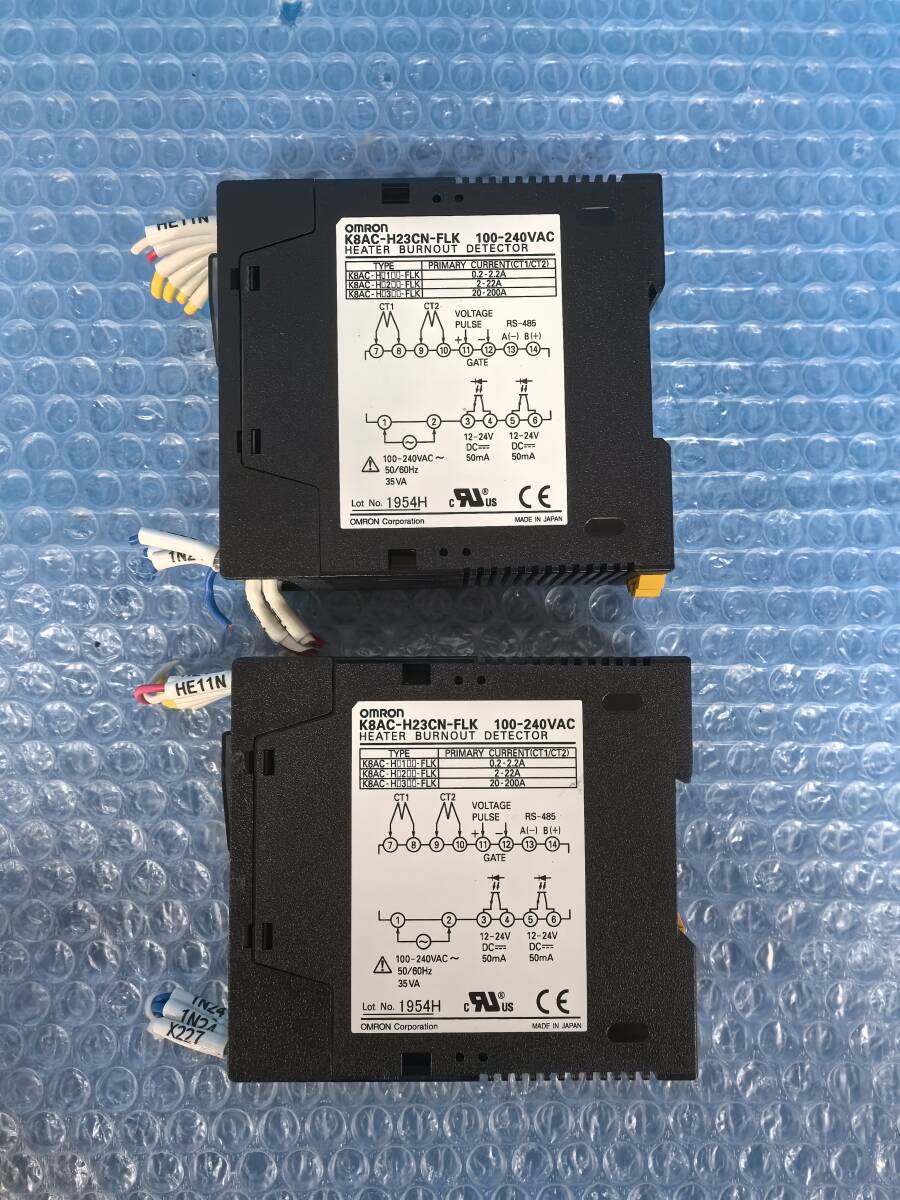 HE11N
OMRON
K8AC-H23CN-FLK 100-240VAC
HEATER BURNOUT DETECTOR
TYPE PRIMARY CURRENT(CT1/CT2)
K8AC-H□1□□-FLK 0.2-2.2A
K8AC-H□2□□-FLK 2-22A
K8AC-H□3□□-FLK 20-200A
CT1 CT2 VOLTAGE PULSE RS-485
+ - A(-) B(+)
7 8 9 10 11 12 13 14
GATE
1 2 3 4 5 6
12-24V 12-24V
DC⎓ DC⎓
50mA 50mA
100-240VAC～
50/60Hz
35VA
Lot No. 1954H c RU® US CE
OMRON Corporation MADE IN JAPAN
1N2
HE11N
OMRON
K8AC-H23CN-FLK 100-240VAC
HEATER BURNOUT DETECTOR
TYPE PRIMARY CURRENT(CT1/CT2)
K8AC-H□1□□-FLK 0.2-2.2A
K8AC-H□2□□-FLK 2-22A
K8AC-H□3□□-FLK 20-200A
CT1 CT2 VOLTAGE PULSE RS-485
+ - A(-) B(+)
7 8 9 10 11 12 13 14
GATE
1 2 3 4 5 6
12-24V 12-24V
DC⎓ DC⎓
50mA 50mA
100-240VAC～
50/60Hz
35VA
Lot No. 1954H c RU® US CE
OMRON Corporation MADE IN JAPAN
1N24
1N24
X227